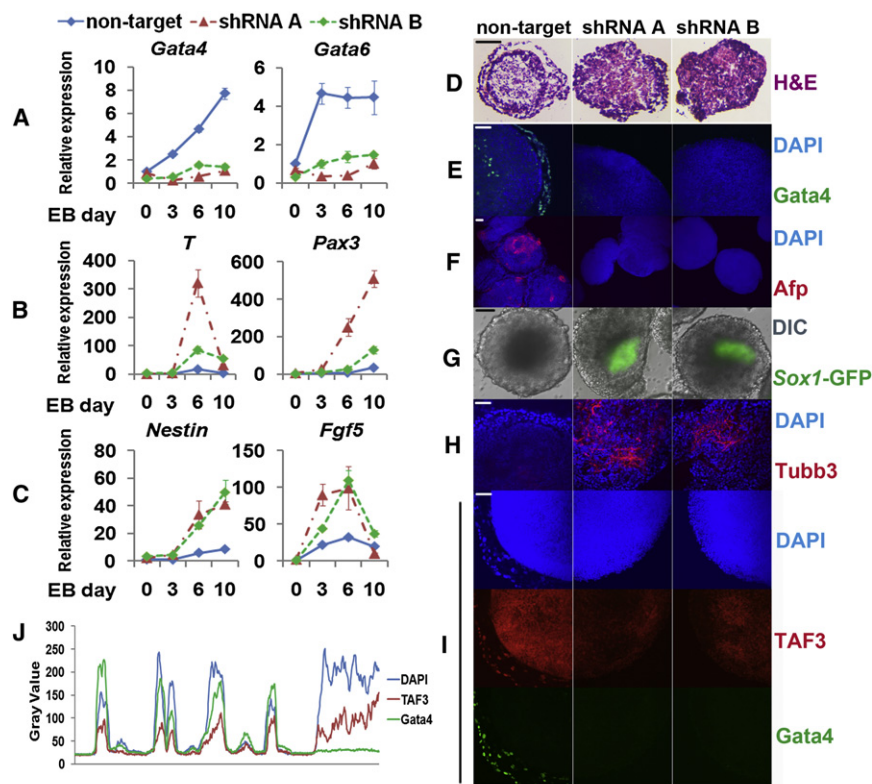 non-target shRNA A shRNA B
non-target shRNA A shRNA B
A
Gata4
Gata6
Relative expression
10
8
6
4
2
0
6
4
2
0
EB day 0 3 6 10 0 3 6 10
B
T
Pax3
Relative expression
400
300
200
100
0
600
400
200
0
EB day 0 3 6 10 0 3 6 10
C
Nestin
Fgf5
Relative expression
80
60
40
20
0
150
100
50
0
EB day 0 3 6 10 0 3 6 10
J
Gray Value
300
250
200
150
100
50
0
DAPI
TAF3
Gata4
D
H&E
E
DAPI
Gata4
F
DAPI
Afp
G
DIC
Sox1-GFP
H
DAPI
Tubb3
I
DAPI
TAF3
Gata4